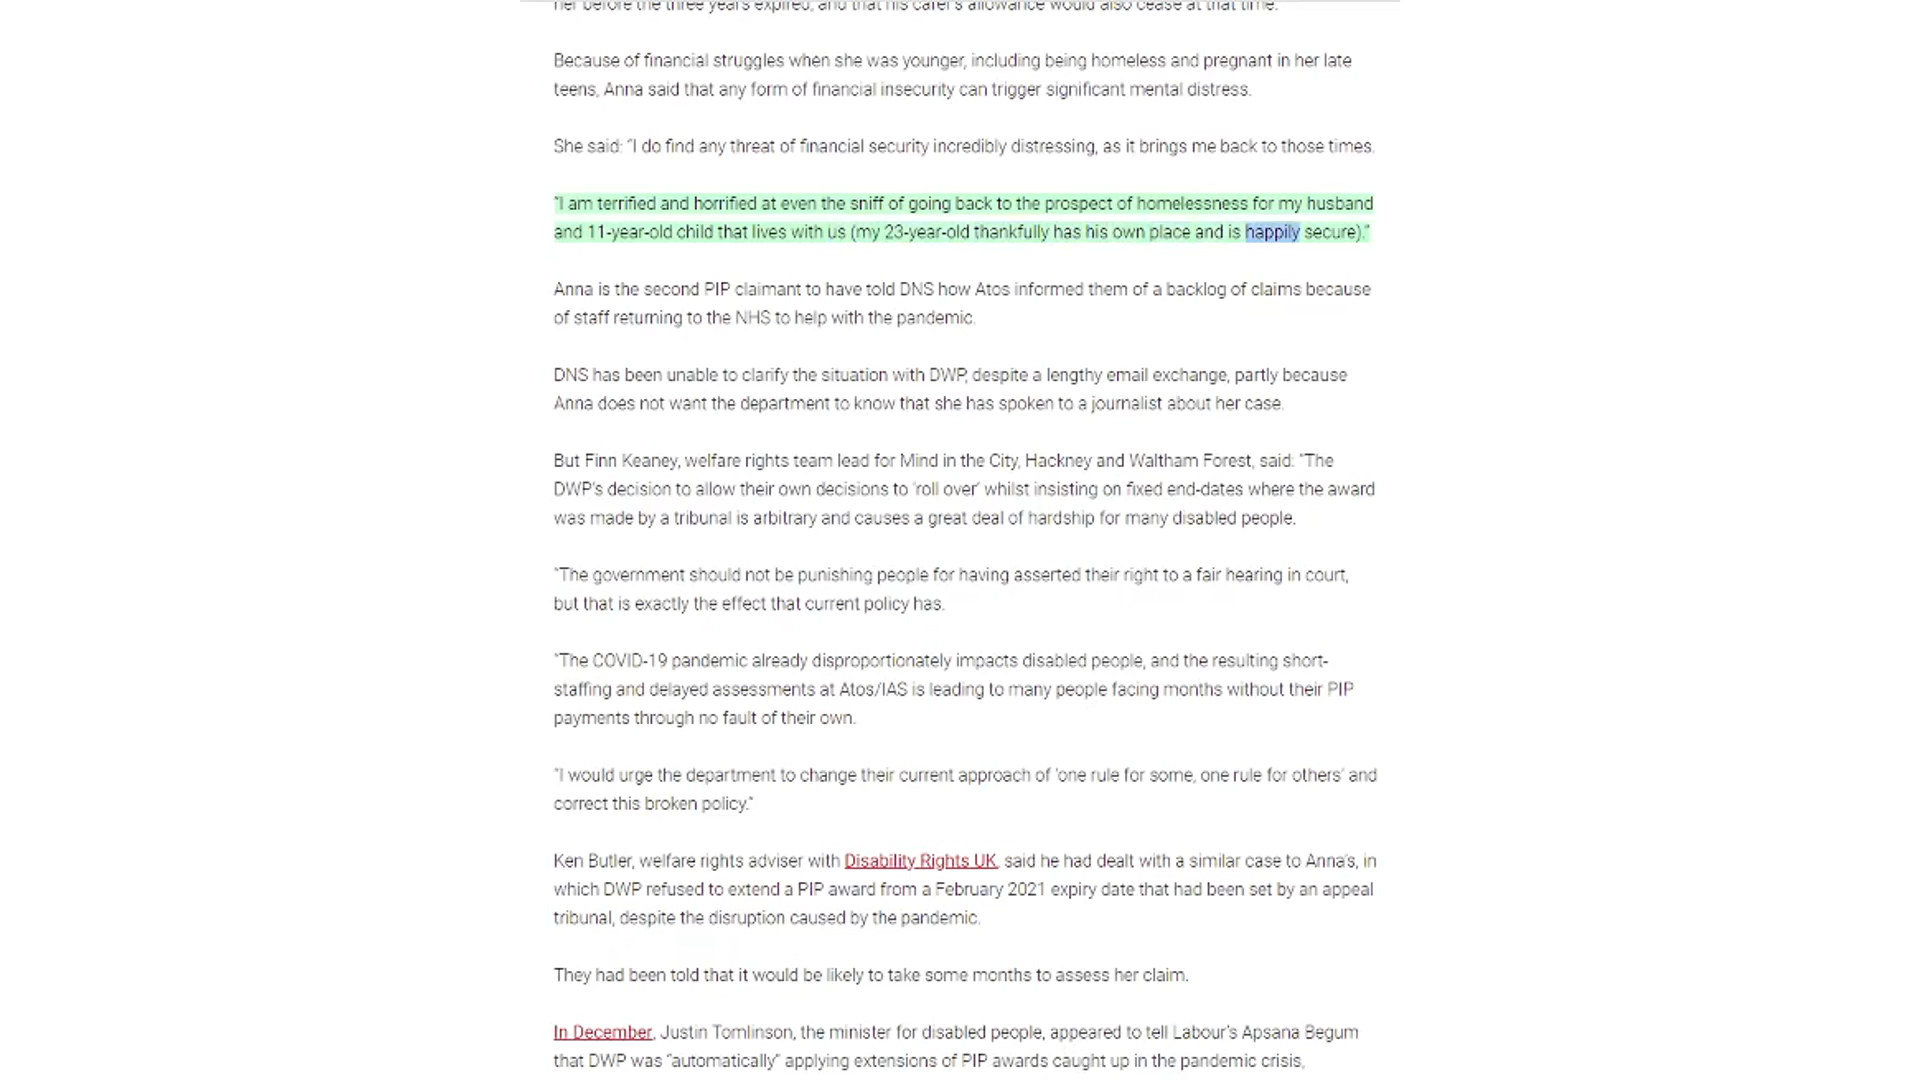 her before the three years expired, and that his carer's allowance would also cease at that time.
Because of financial struggles when she was younger, including being homeless and pregnant in her late
teens, Anna said that any form of financial insecurity can trigger significant mental distress.
She said: “I do find any threat of financial security incredibly distressing, as it brings me back to those times.
“I am terrified and horrified at even the sniff of going back to the prospect of homelessness for my husband
and 11-year-old child that lives with us (my 23-year-old thankfully has his own place and is happily secure).”
Anna is the second PIP claimant to have told DNS how Atos informed them of a backlog of claims because
of staff returning to the NHS to help with the pandemic.
DNS has been unable to clarify the situation with DWP, despite a lengthy email exchange, partly because
Anna does not want the department to know that she has spoken to a journalist about her case.
But Finn Keaney, welfare rights team lead for Mind in the City, Hackney and Waltham Forest, said: “The
DWP’s decision to allow their own decisions to ‘roll over’ whilst insisting on fixed end-dates where the award
was made by a tribunal is arbitrary and causes a great deal of hardship for many disabled people.
“The government should not be punishing people for having asserted their right to a fair hearing in court,
but that is exactly the effect that current policy has.
“The COVID-19 pandemic already disproportionately impacts disabled people, and the resulting short-
staffing and delayed assessments at Atos/IAS is leading to many people facing months without their PIP
payments through no fault of their own.
“I would urge the department to change their current approach of ‘one rule for some, one rule for others’ and
correct this broken policy.”
Ken Butler, welfare rights adviser with Disability Rights UK, said he had dealt with a similar case to Anna’s, in
which DWP refused to extend a PIP award from a February 2021 expiry date that had been set by an appeal
tribunal, despite the disruption caused by the pandemic.
They had been told that it would be likely to take some months to assess her claim.
In December, Justin Tomlinson, the minister for disabled people, appeared to tell Labour’s Apsana Begum
that DWP was “automatically” applying extensions of PIP awards caught up in the pandemic crisis,